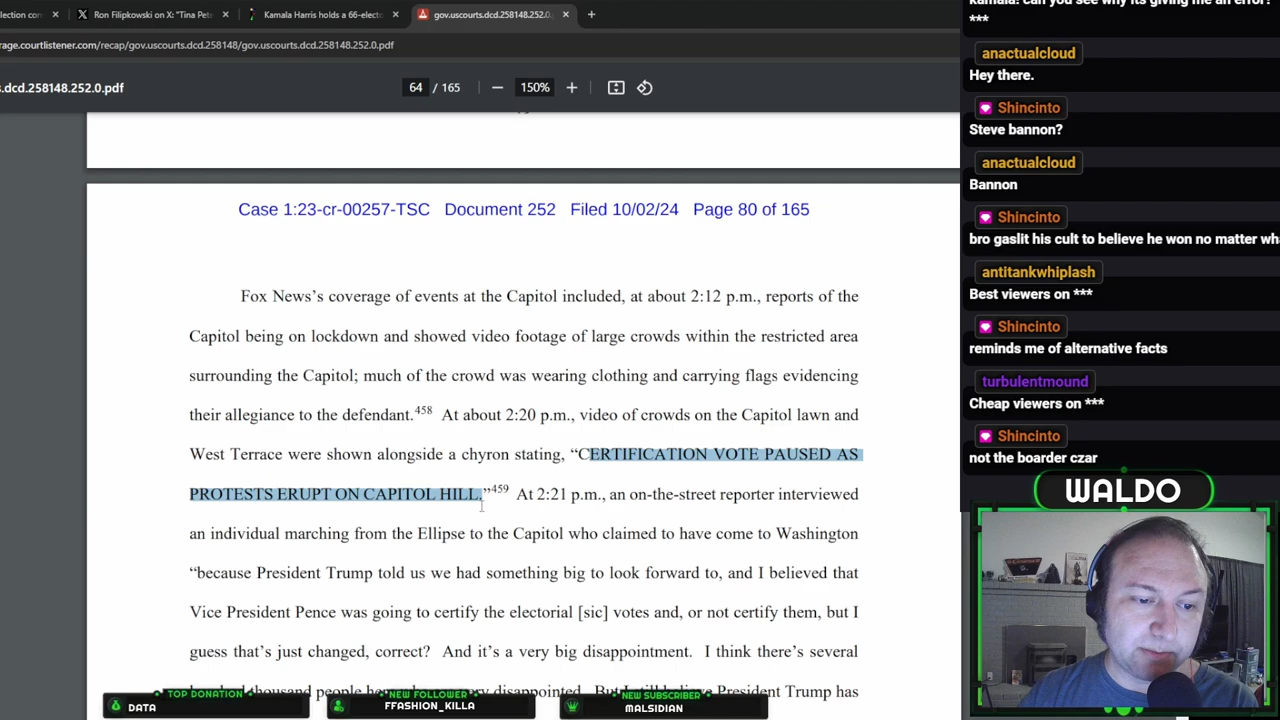 lection con
Ron Filipkowski on X: "Tina Pete
Kamala Harris holds a 66-elect
gov.uscourts.dcd.258148.252.0.
rage.courtlistener.com/recap/gov.uscourts.dcd.258148/gov.uscourts.dcd.258148.252.0.pdf
s.dcd.258148.252.0.pdf
64 / 165
150%
Case 1:23-cr-00257-TSC Document 252 Filed 10/02/24 Page 80 of 165
Fox News's coverage of events at the Capitol included, at about 2:12 p.m., reports of the
Capitol being on lockdown and showed video footage of large crowds within the restricted area
surrounding the Capitol; much of the crowd was wearing clothing and carrying flags evidencing
their allegiance to the defendant.458 At about 2:20 p.m., video of crowds on the Capitol lawn and
West Terrace were shown alongside a chyron stating, "CERTIFICATION VOTE PAUSED AS
PROTESTS ERUPT ON CAPITOL HILL."459 At 2:21 p.m., an on-the-street reporter interviewed
an individual marching from the Ellipse to the Capitol who claimed to have come to Washington
"because President Trump told us we had something big to look forward to, and I believed that
Vice President Pence was going to certify the electorial [sic] votes and, or not certify them, but I
guess that's just changed, correct? And it's a very big disappointment. I think there's several
thousand people disappointed. President Trump has
kamala! can you see why its giving me an error?
***
anactualcloud
Hey there.
Shincinto
Steve bannon?
anactualcloud
Bannon
Shincinto
bro gaslit his cult to believe he won no matter wha
antitankwhiplash
Best viewers on ***
Shincinto
reminds me of alternative facts
turbulentmound
Cheap viewers on ***
Shincinto
not the boarder czar
WALDO
TOP DONATION
DATA
NEW FOLLOWER
FFASHION_KILLA
NEW SUBSCRIBER
MALSIDIAN